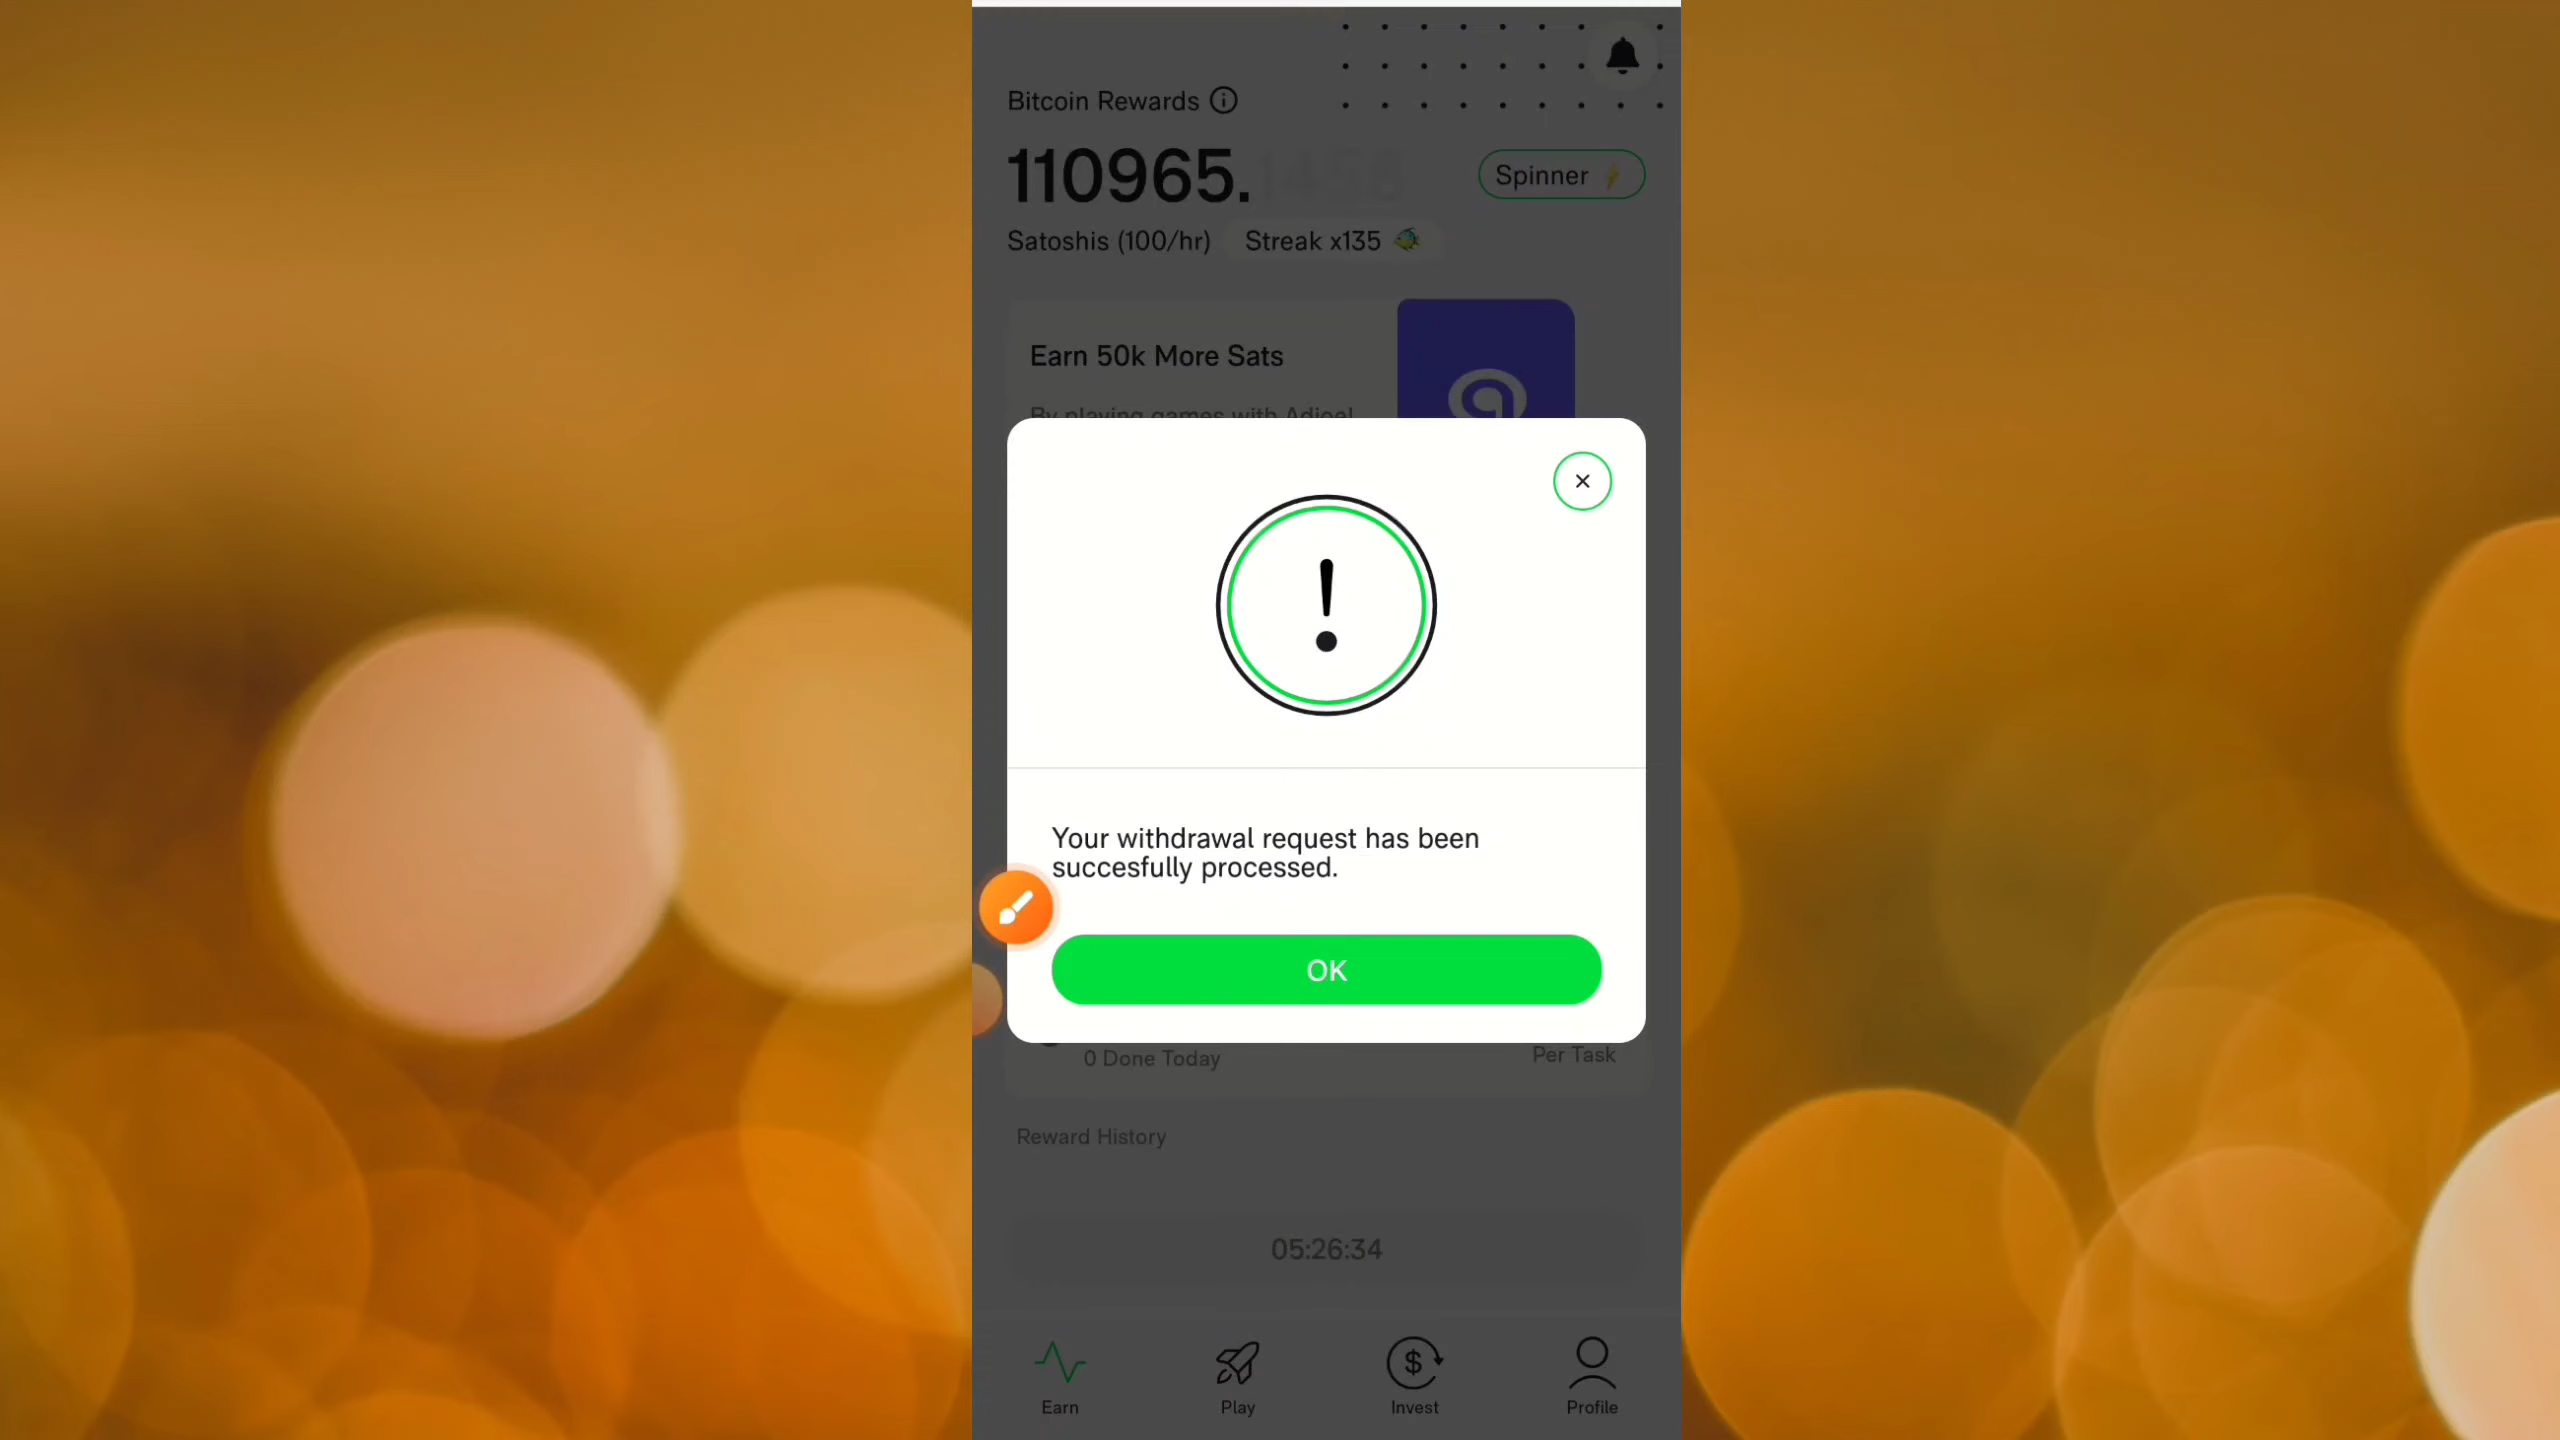 Bitcoin Rewards
110965.1458
Spinner
Satoshis (100/hr) Streak x135
Earn 50k More Sats
Your withdrawal request has been
succesfully processed.
OK
0 Done Today
Per Task
Reward History
05:26:34
Earn
Play
Invest
Profile